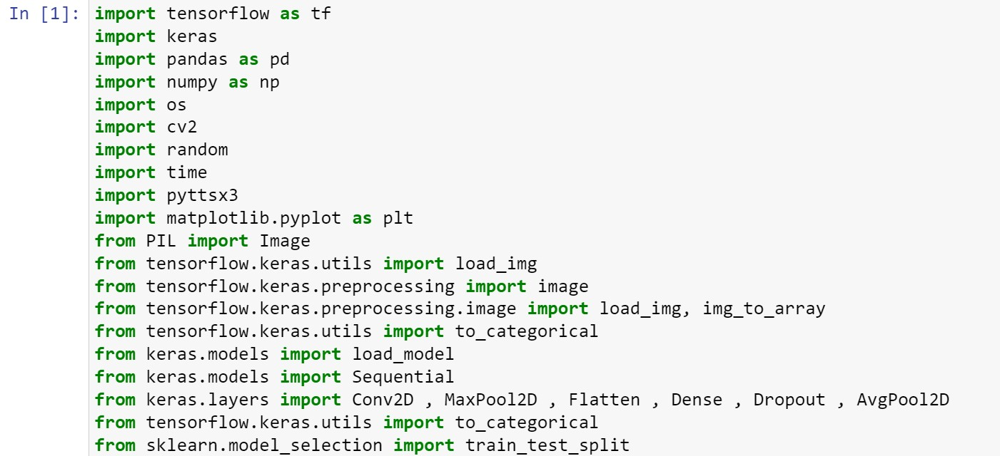 In [1]: import tensorflow as tf
import keras
import pandas as pd
import numpy as np
import os
import cv2
import random
import time
import pyttsx3
import matplotlib.pyplot as plt
from PIL import Image
from tensorflow.keras.utils import load_img
from tensorflow.keras.preprocessing import image
from tensorflow.keras.preprocessing.image import load_img, img_to_array
from tensorflow.keras.utils import to_categorical
from keras.models import load_model
from keras.models import Sequential
from keras.layers import Conv2D , MaxPool2D , Flatten , Dense , Dropout , AvgPool2D
from tensorflow.keras.utils import to_categorical
from sklearn.model_selection import train_test_split